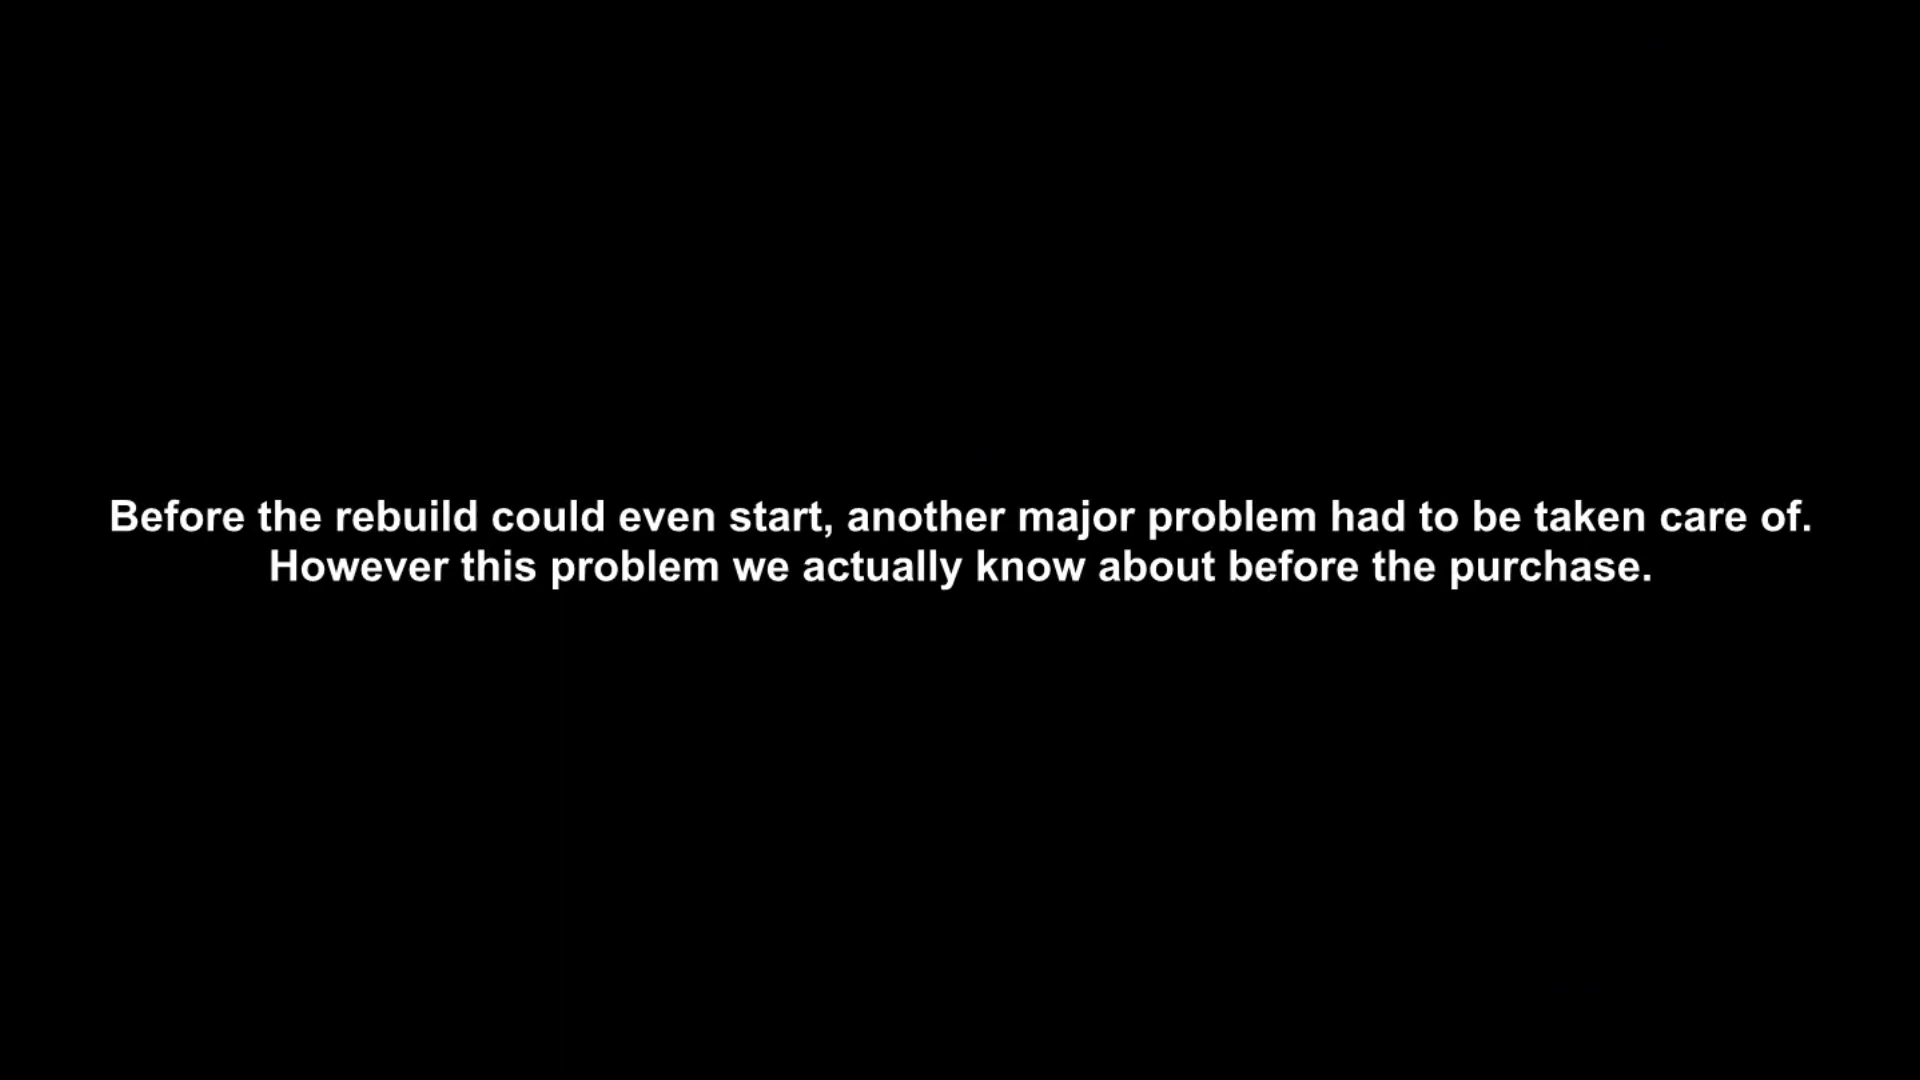 Before the rebuild could even start, another major problem had to be taken care of.
However this problem we actually know about before the purchase.